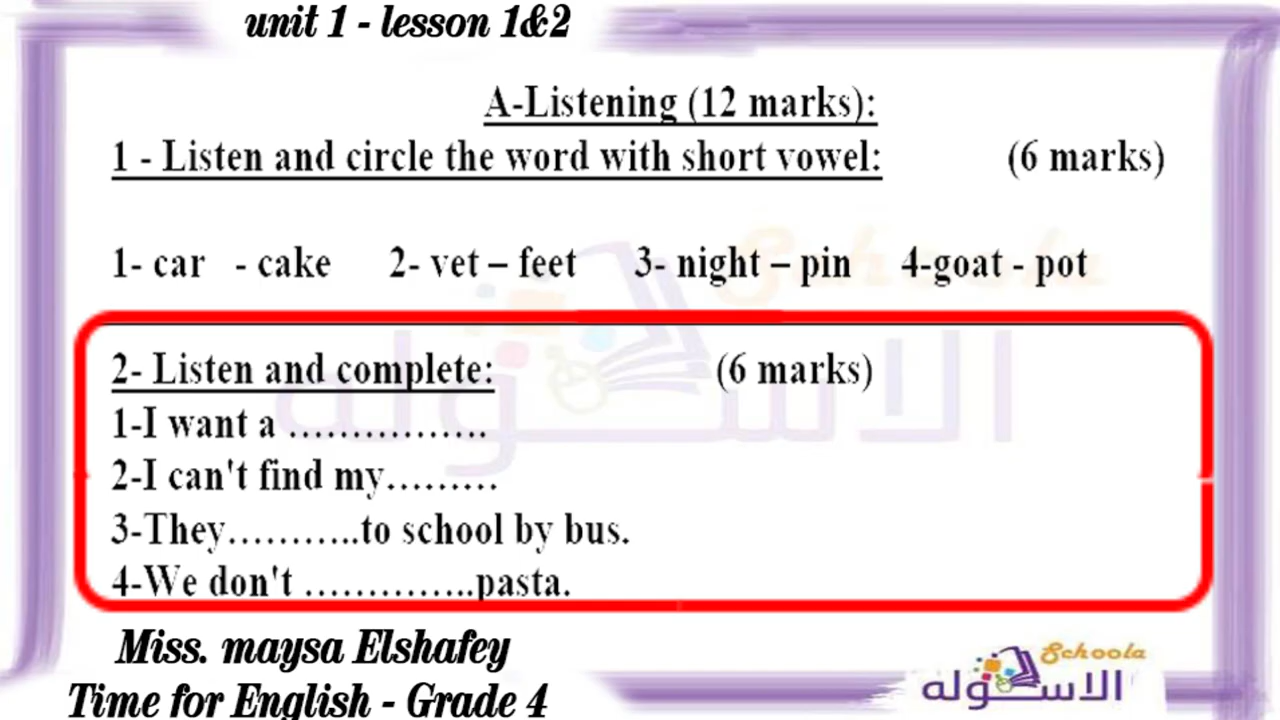 unit 1 - lesson 1&2
A-Listening (12 marks):
1 - Listen and circle the word with short vowel: (6 marks)
1- car - cake 2- vet – feet 3- night – pin 4-goat - pot
2- Listen and complete: (6 marks)
1-I want a ................
2-I can't find my.........
3-They...........to school by bus.
4-We don't ..............pasta.
Miss. maysa Elshafey
Time for English - Grade 4
Schoola
الاسكوله